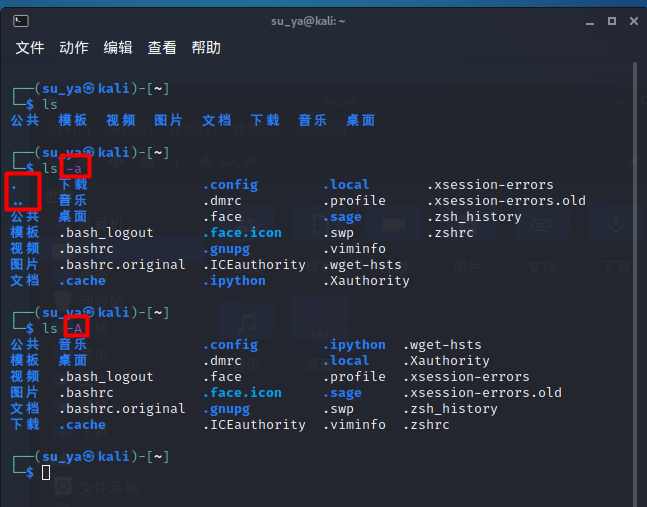 su_ya@kali: ~
文件 动作 编辑 查看 帮助
┌──(su_ya㉿kali)-[~]
└─$ ls
公共 模板 视频 图片 文档 下载 音乐 桌面
┌──(su_ya㉿kali)-[~]
└─$ ls -a
. 下载 .config .local .xsession-errors
.. 音乐 .dmrc .profile .xsession-errors.old
公共 桌面 .face .sage .zsh_history
模板 .bash_logout .face.icon .swp .zshrc
视频 .bashrc .gnupg .viminfo
图片 .bashrc.original .ICEauthority .wget-hsts
文档 .cache .ipython .Xauthority
┌──(su_ya㉿kali)-[~]
└─$ ls -A
公共 音乐 .config .ipython .wget-hsts
模板 桌面 .dmrc .local .Xauthority
视频 .bash_logout .face .profile .xsession-errors
图片 .bashrc .face.icon .sage .xsession-errors.old
文档 .bashrc.original .gnupg .swp .zsh_history
下载 .cache .ICEauthority .viminfo .zshrc
┌──(su_ya㉿kali)-[~]
└─$
文件系统